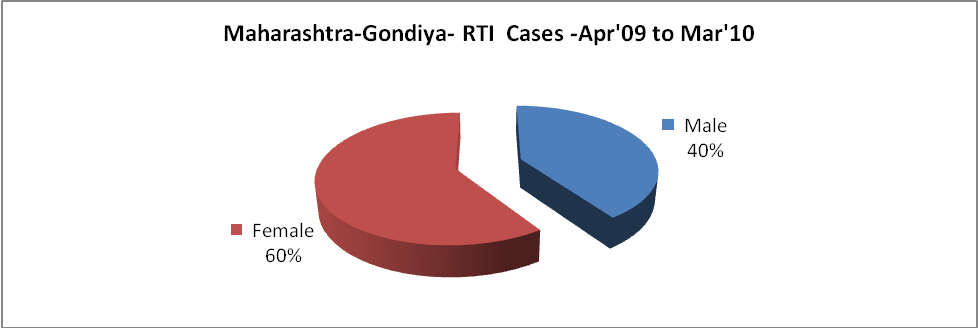 Maharashtra-Gondiya- RTI  Cases -Apr'09 to Mar'10
Male
40%
Female
60%